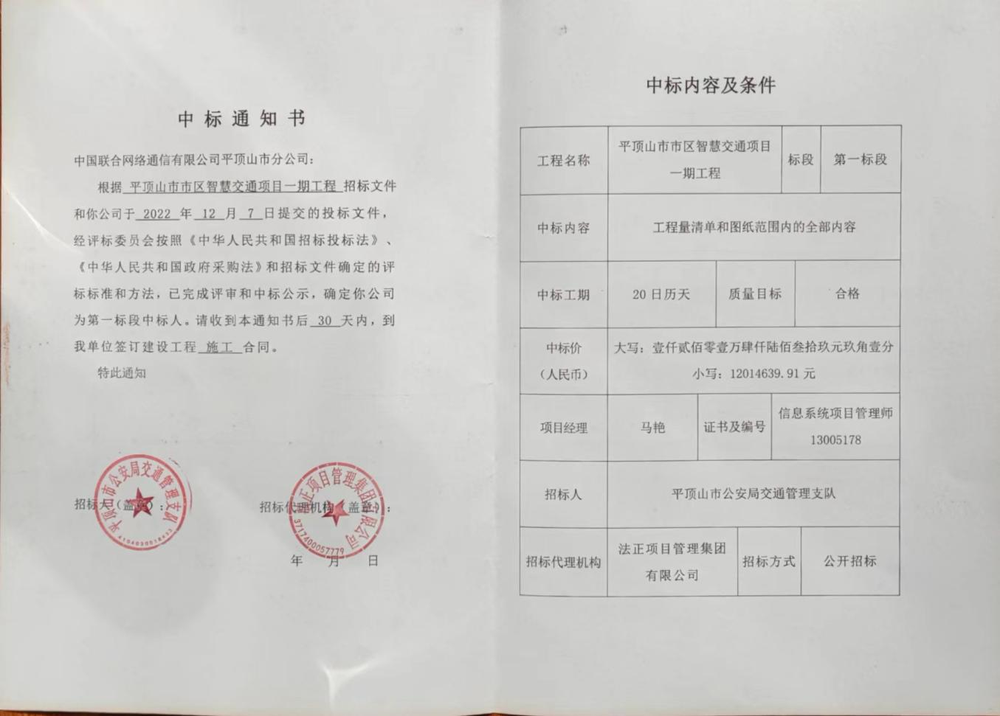 中标通知书
中国联合网络通信有限公司平顶山市分公司：
根据 平顶山市市区智慧交通项目一期工程 招标文件
和你公司于 2022 年 12 月 7 日提交的投标文件，
经评标委员会按照《中华人民共和国招标投标法》、
《中华人民共和国政府采购法》和招标文件确定的评
标标准和方法，已完成评审和中标公示，确定你公司
为第一标段中标人。请收到本通知书后 30 天内，到
我单位签订建设工程 施工 合同。
特此通知
招标人（盖章）：
平顶山市公安局交通管理支队
招标代理机构（盖章）：
法正项目管理集团有限公司
3717400057779
年 月 日
中标内容及条件
工程名称
平顶山市市区智慧交通项目
一期工程
标段
第一标段
中标内容
工程量清单和图纸范围内的全部内容
中标工期
20 日历天
质量目标
合格
中标价
（人民币）
大写：壹仟贰佰零壹万肆仟陆佰叁拾玖元玖角壹分
小写：12014639.91 元
项目经理
马艳
证书及编号
信息系统项目管理师
13005178
招标人
平顶山市公安局交通管理支队
招标代理机构
法正项目管理集团
有限公司
招标方式
公开招标